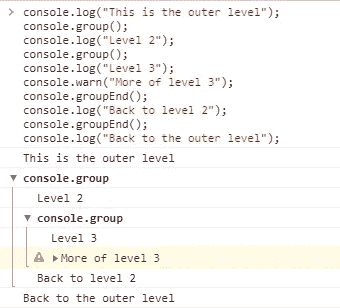 console.log("This is the outer level");
console.group();
console.log("Level 2");
console.group();
console.log("Level 3");
console.warn("More of level 3");
console.groupEnd();
console.log("Back to level 2");
console.groupEnd();
console.log("Back to the outer level");
This is the outer level
console.group
Level 2
console.group
Level 3
More of level 3
Back to level 2
Back to the outer level